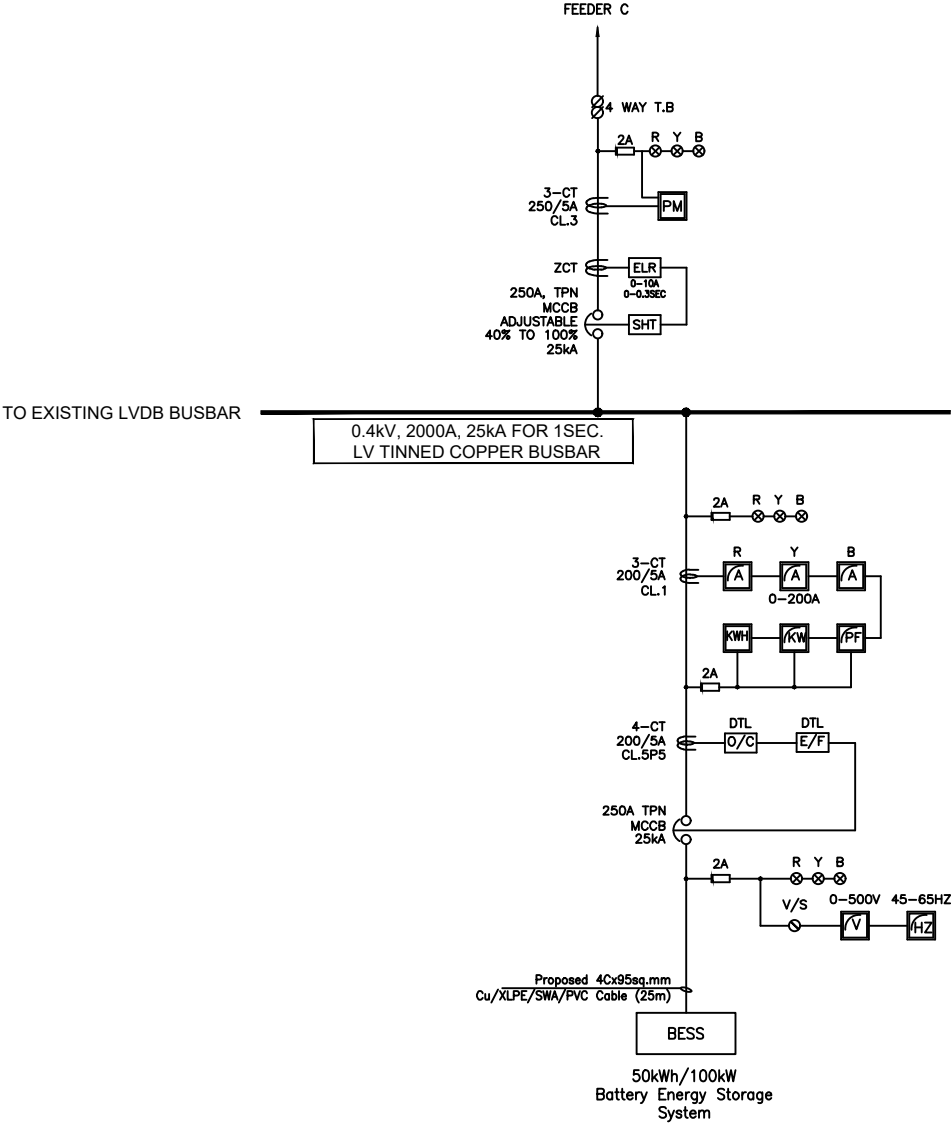 FEEDER C
4 WAY T.B
2A
R Y B
3-CT
250/5A
CL.3
PM
ZCT
ELR
0-10A
0-0.3SEC
250A, TPN
MCCB
ADJUSTABLE
40% TO 100%
25kA
SHT
TO EXISTING LVDB BUSBAR
0.4kV, 2000A, 25kA FOR 1SEC.
LV TINNED COPPER BUSBAR
2A
R Y B
3-CT
200/5A
CL.1
R Y B
A A A
0-200A
KWH KW PF
2A
4-CT
200/5A
CL.5P5
DTL DTL
O/C E/F
250A TPN
MCCB
25kA
2A
R Y B
V/S
0-500V 45-65HZ
V HZ
Proposed 4Cx95sq.mm
Cu/XLPE/SWA/PVC Cable (25m)
BESS
50kWh/100kW
Battery Energy Storage
System